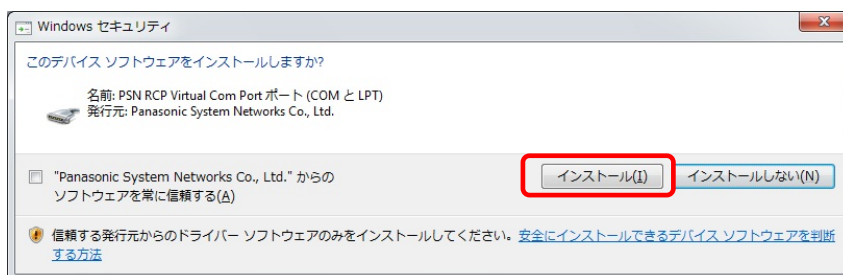 Windows セキュリティ
このデバイス ソフトウェアをインストールしますか?
名前: PSN RCP Virtual Com Port ポート (COM と LPT)
発行元: Panasonic System Networks Co., Ltd.
"Panasonic System Networks Co., Ltd." からの
ソフトウェアを常に信頼する(A)
インストール(I)
インストールしない(N)
信頼する発行元からのドライバー ソフトウェアのみをインストールしてください。安全にインストールできるデバイス ソフトウェアを判断
する方法